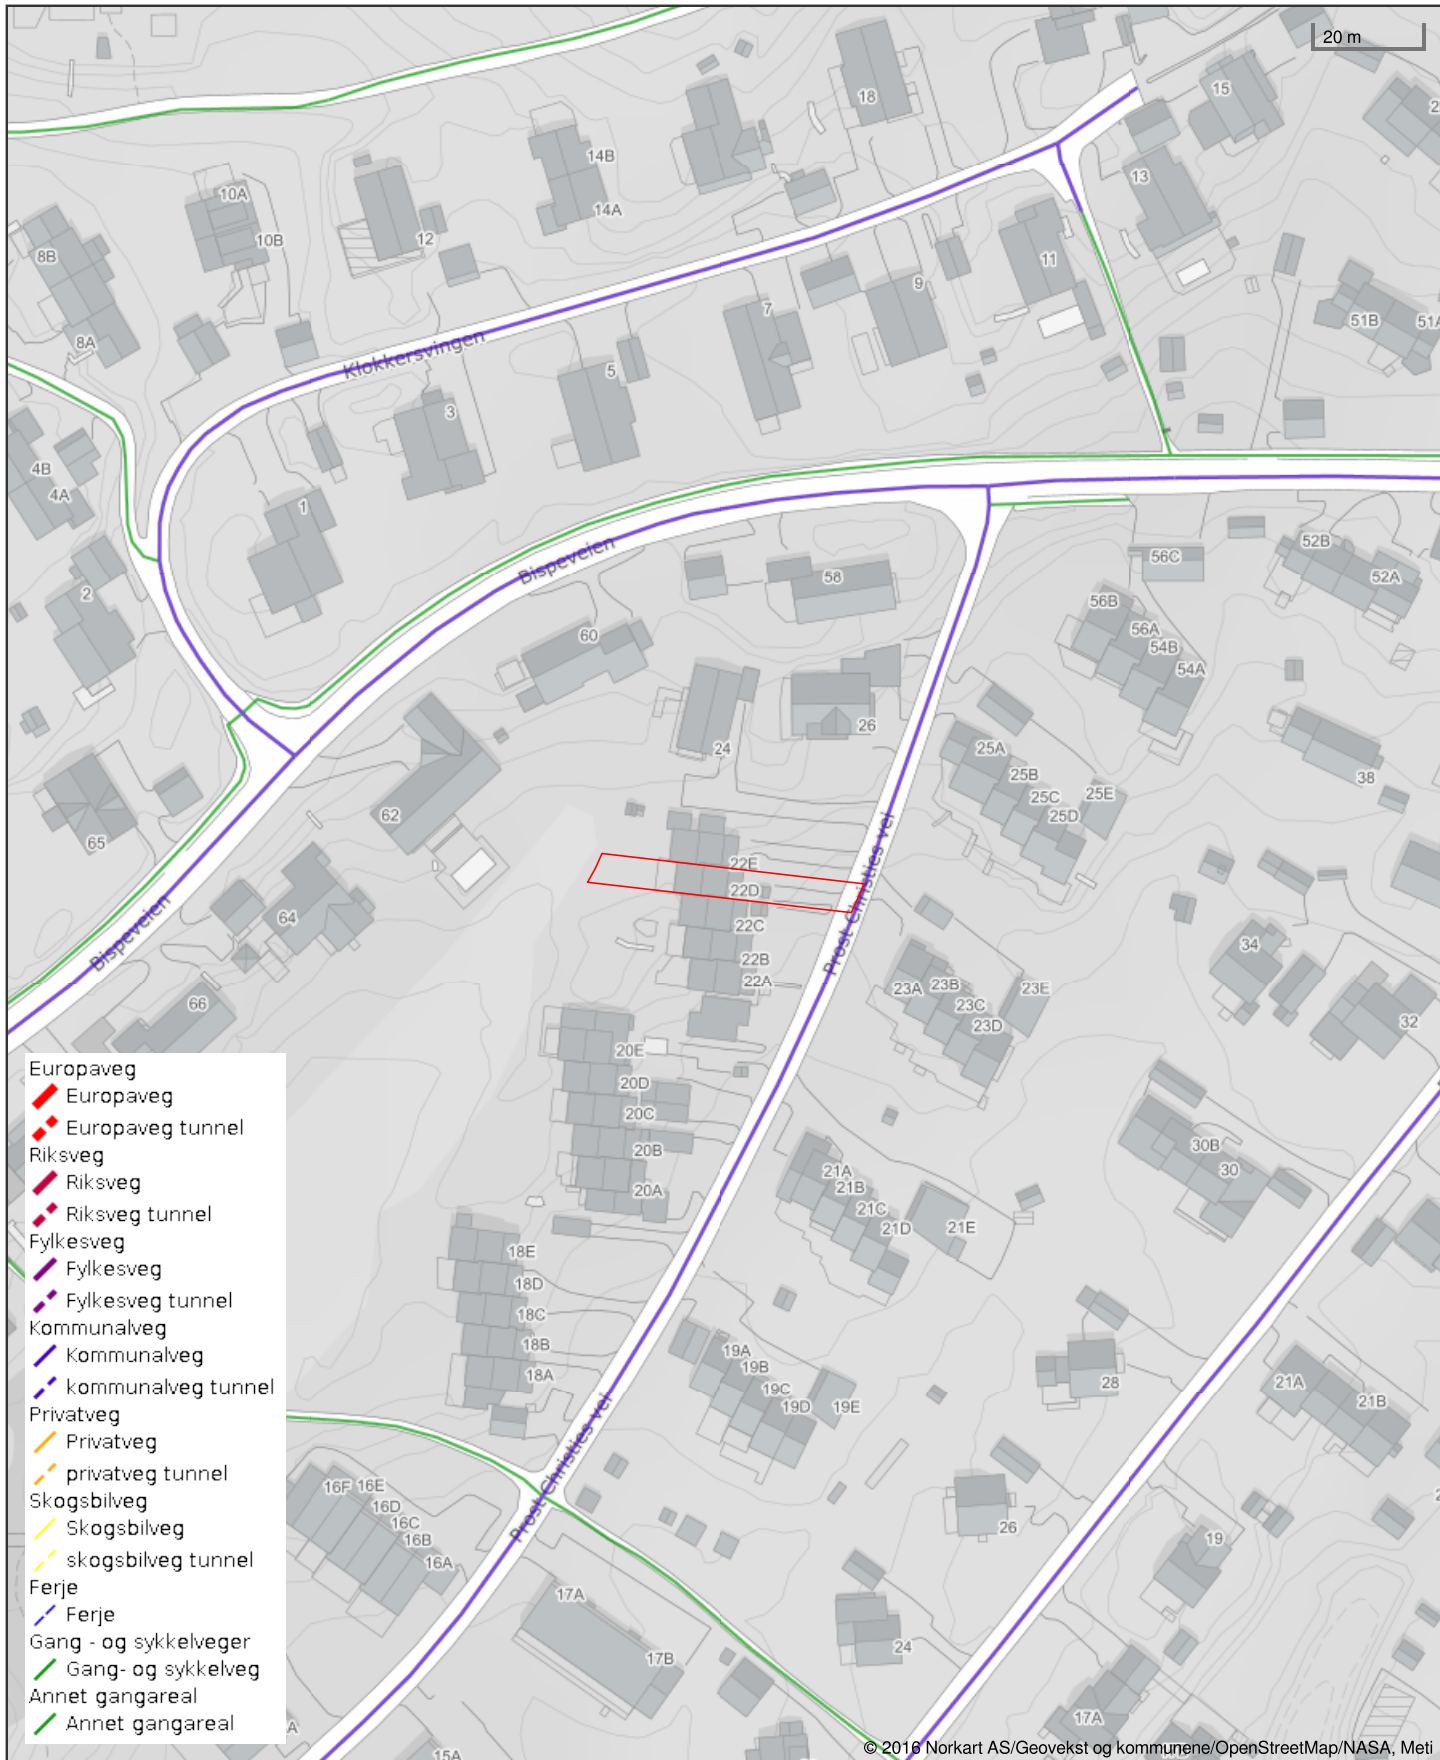 20 m
18
15
14B
13
10A
14A
10B
12
8B
11
9
7
51B
8A
Klokkersvingen
5
3
4B
4A
1
52B
Bispeveien
56C
58
52A
2
56B
60
56A
54B
54A
26
24
25A
25B
38
25C
25E
62
25D
65
22E
22D
Prost Christies vei
64
22C
Bispeveien
34
22B
22A
23A
23B
23E
66
23C
32
23D
20E
20D
20C
20B
30B
30
21A
20A
21B
21C
21D
21E
18E
18D
18C
18B
18A
19A
19B
19C
19D
19E
28
21A
21B
Prost Christies vei
16F
16E
16D
16C
16B
16A
26
19
17A
17B
24
17A
15A
Europaveg
Europaveg
Europaveg tunnel
Riksveg
Riksveg
Riksveg tunnel
Fylkesveg
Fylkesveg
Fylkesveg tunnel
Kommunalveg
Kommunalveg
kommunalveg tunnel
Privatveg
Privatveg
privatveg tunnel
Skogsbilveg
Skogsbilveg
skogsbilveg tunnel
Ferje
Ferje
Gang - og sykkelveger
Gang- og sykkelveg
Annet gangareal
Annet gangareal
© 2016 Norkart AS/Geovekst og kommunene/OpenStreetMap/NASA, Meti